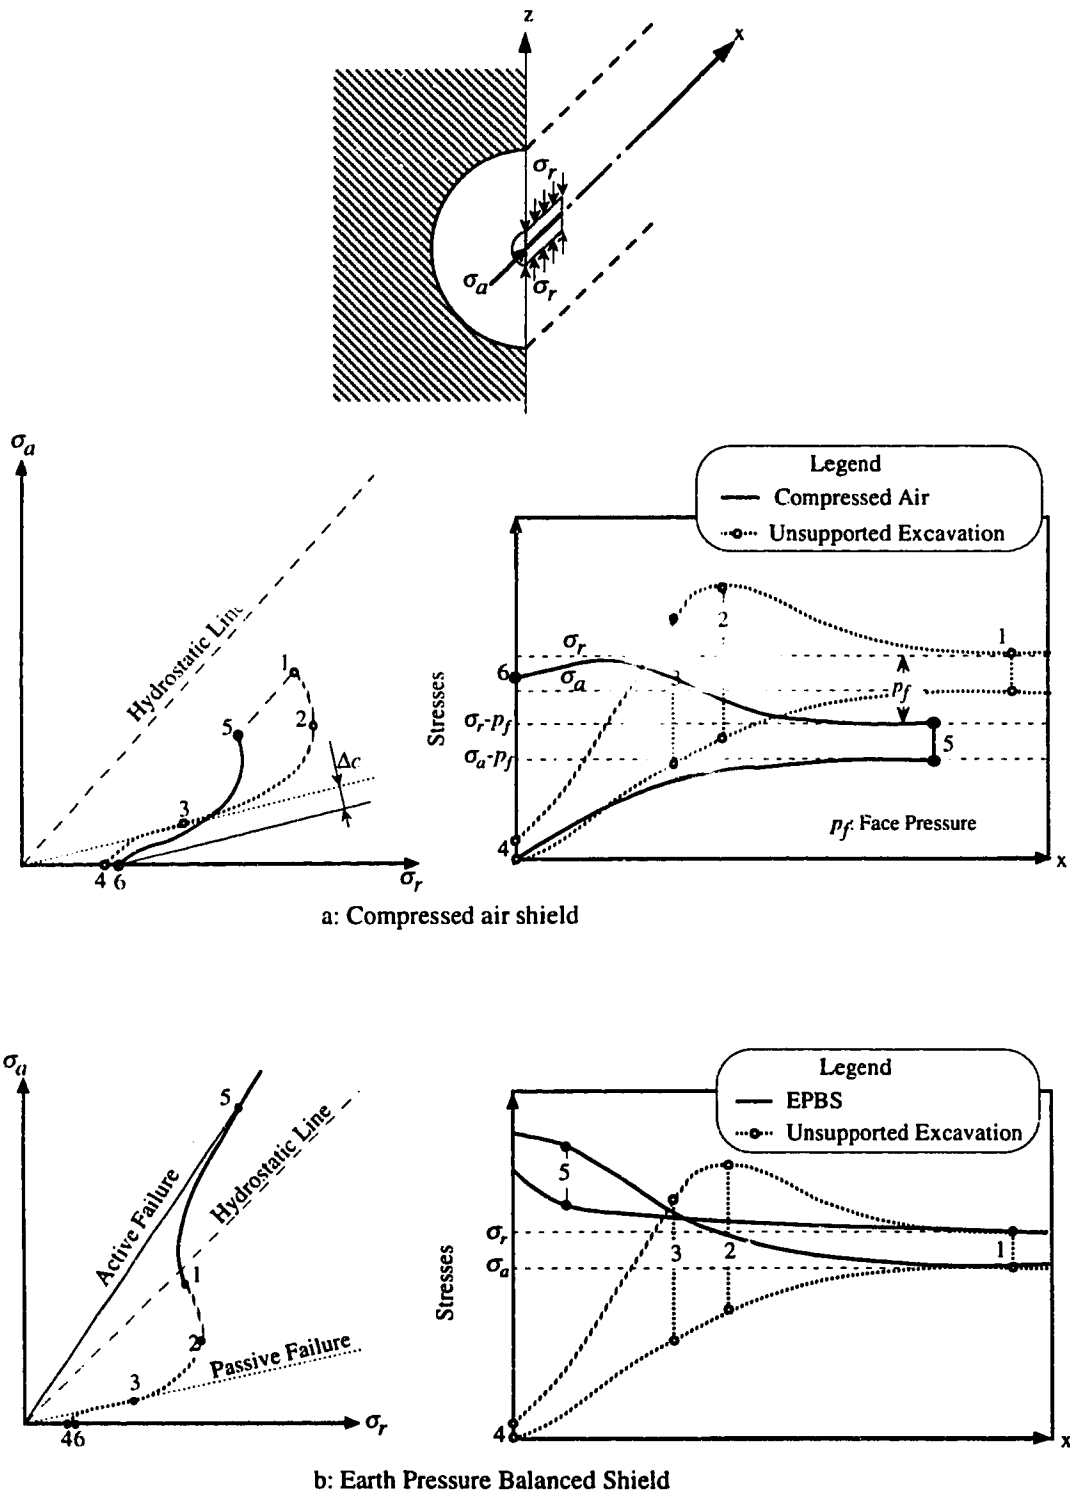 z
x
σr
σa
σr
σa
Hydrostatic Line
1
5
2
Δc
3
4 6
σr
Legend
Compressed Air
Unsupported Excavation
Stresses
2
1
σr
6
σa
3
pf
σr-pf
σa-pf
5
4
pf: Face Pressure
x
a: Compressed air shield
σa
5
Active Failure
Hydrostatic Line
1
2
Passive Failure
3
46
σr
Legend
EPBS
Unsupported Excavation
Stresses
5
σr
σa
3
2
1
4
x
b: Earth Pressure Balanced Shield